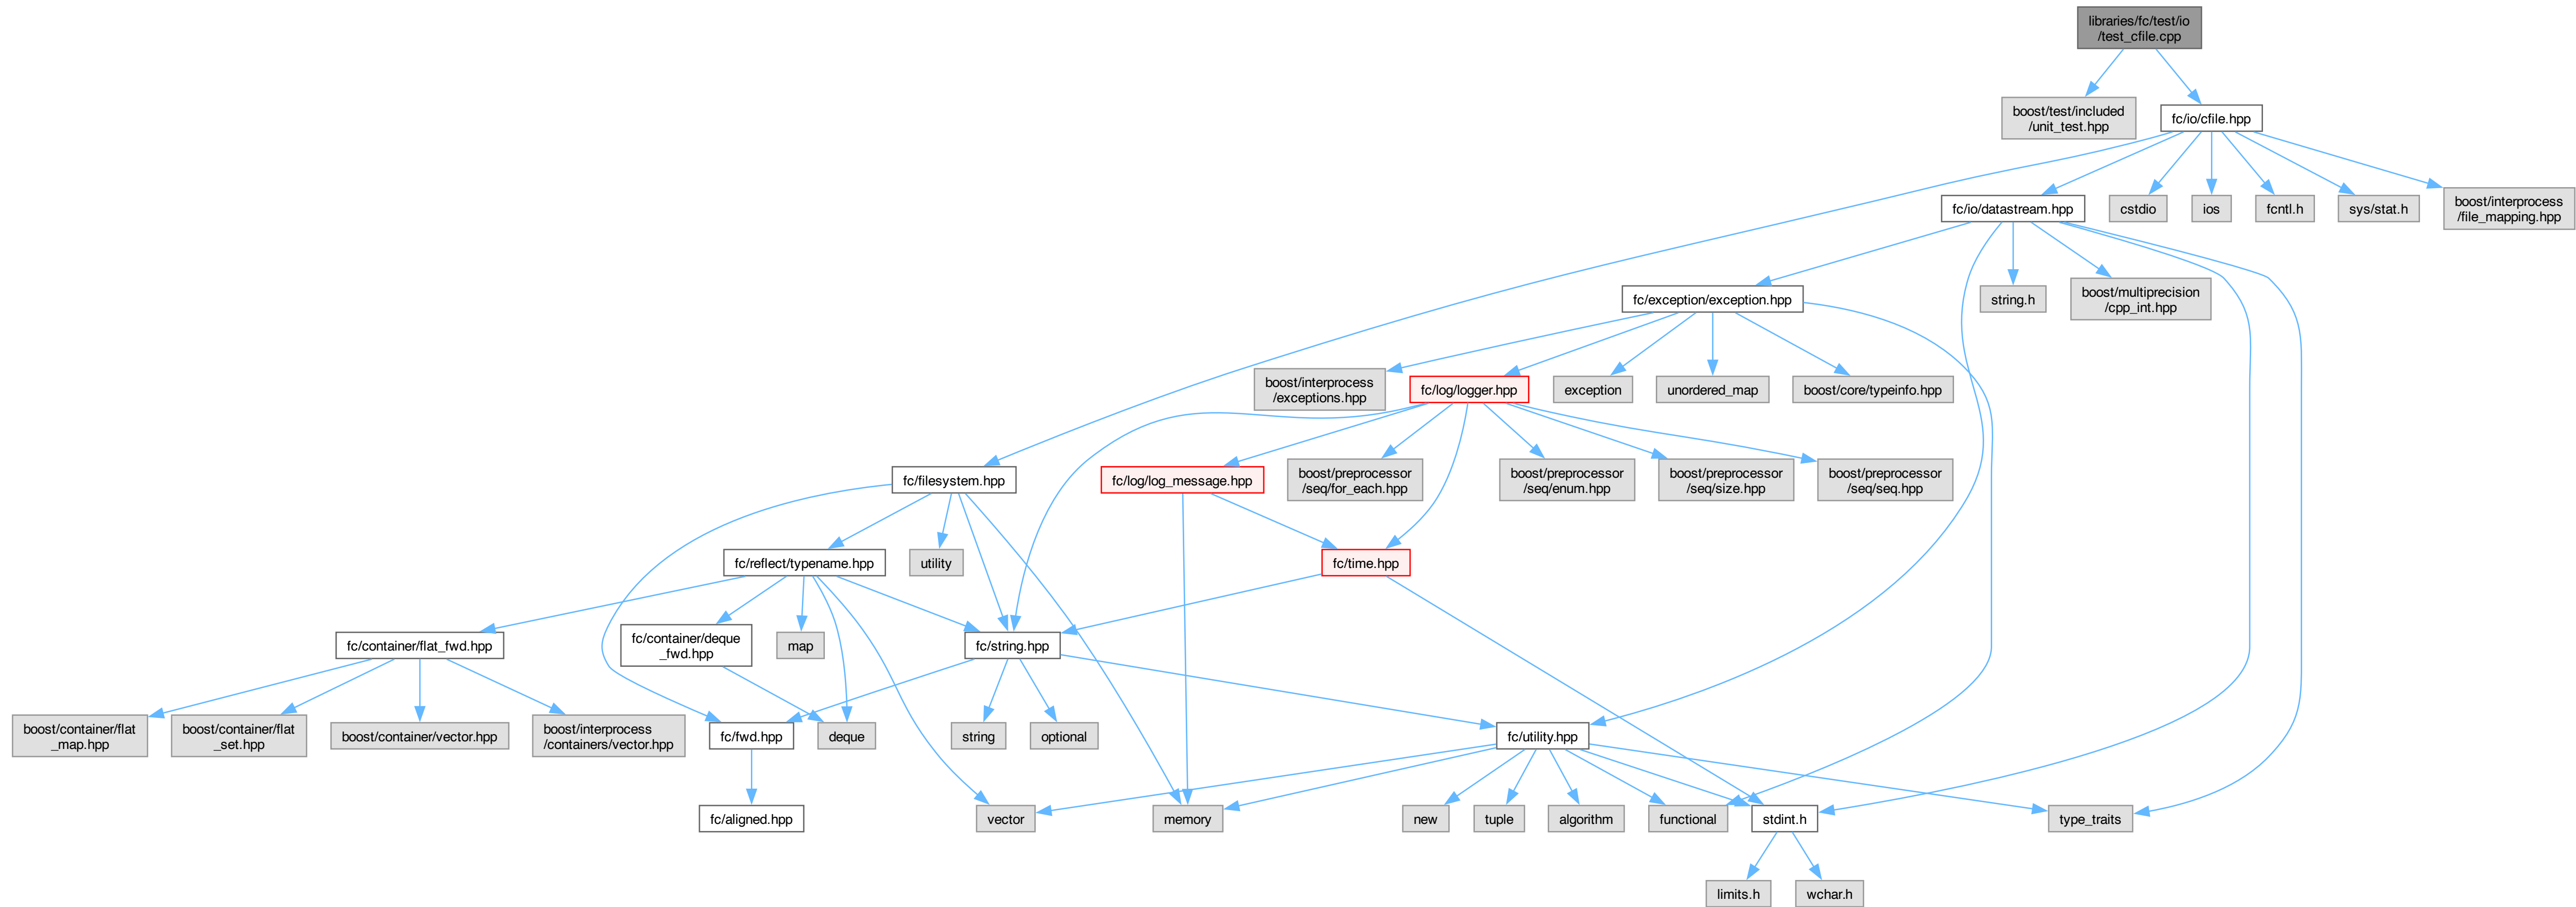 libraries/fc/test/io
/test_cfile.cpp
boost/test/included
/unit_test.hpp
fc/io/cfile.hpp
fc/io/datastream.hpp
cstdio
ios
fcntl.h
sys/stat.h
boost/interprocess
/file_mapping.hpp
fc/exception/exception.hpp
string.h
boost/multiprecision
/cpp_int.hpp
boost/interprocess
/exceptions.hpp
fc/log/logger.hpp
exception
unordered_map
boost/core/typeinfo.hpp
fc/filesystem.hpp
fc/log/log_message.hpp
boost/preprocessor
/seq/for_each.hpp
boost/preprocessor
/seq/enum.hpp
boost/preprocessor
/seq/size.hpp
boost/preprocessor
/seq/seq.hpp
fc/reflect/typename.hpp
utility
fc/time.hpp
fc/container/flat_fwd.hpp
fc/container/deque
_fwd.hpp
map
fc/string.hpp
boost/container/flat
_map.hpp
boost/container/flat
_set.hpp
boost/container/vector.hpp
boost/interprocess
/containers/vector.hpp
fc/fwd.hpp
deque
string
optional
fc/utility.hpp
fc/aligned.hpp
vector
memory
new
tuple
algorithm
functional
stdint.h
type_traits
limits.h
wchar.h